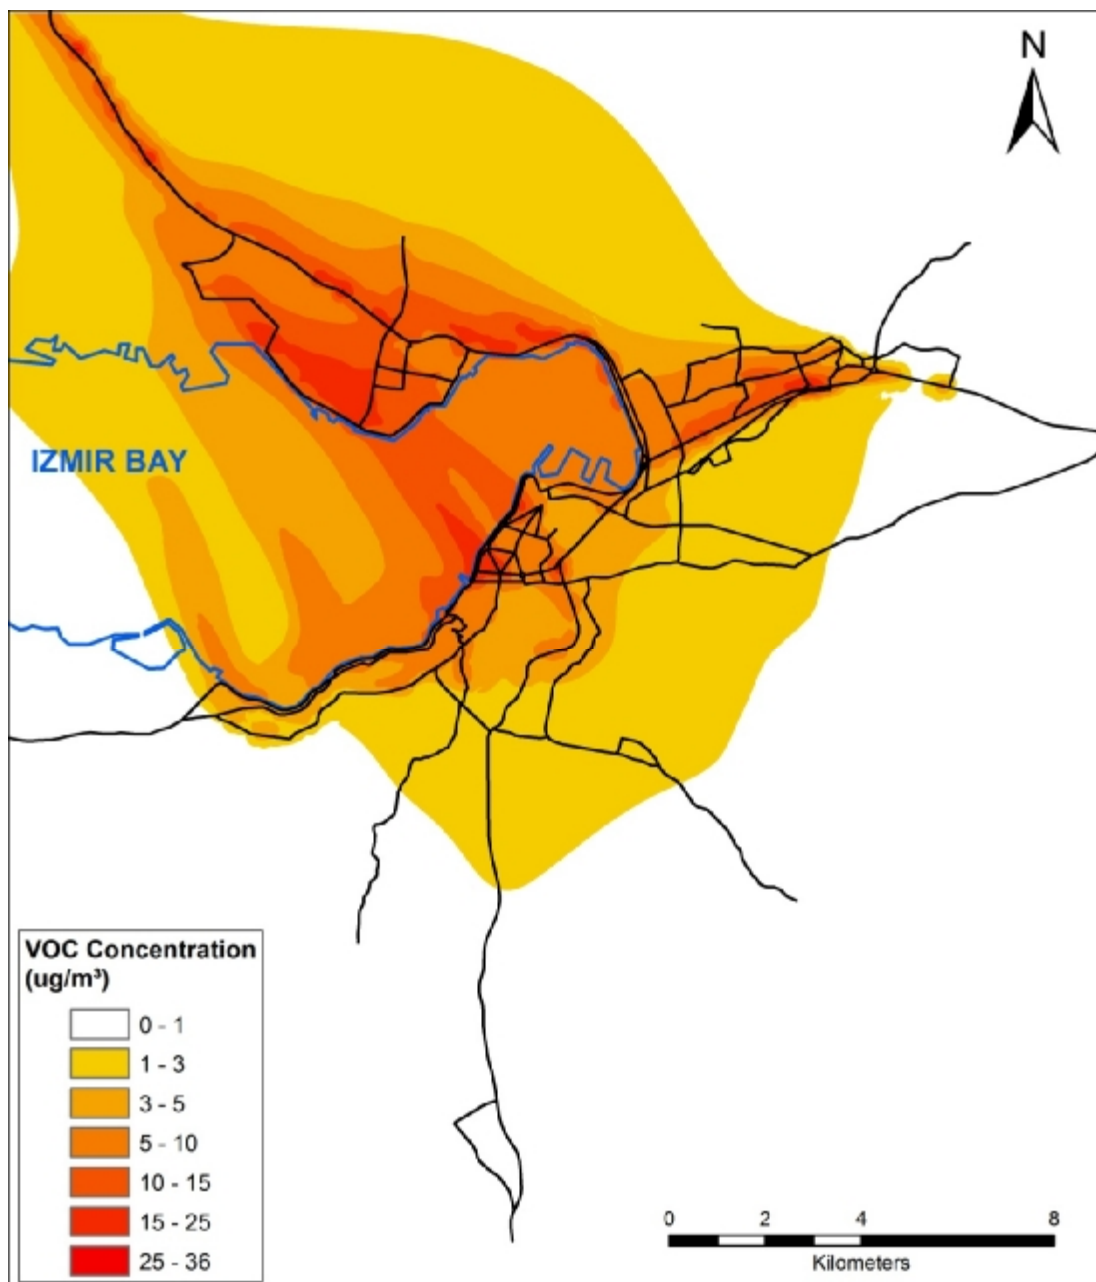 N
IZMIR BAY
VOC Concentration
(ug/m³)
0 - 1
1 - 3
3 - 5
5 - 10
10 - 15
15 - 25
25 - 36
0 2 4 8
Kilometers